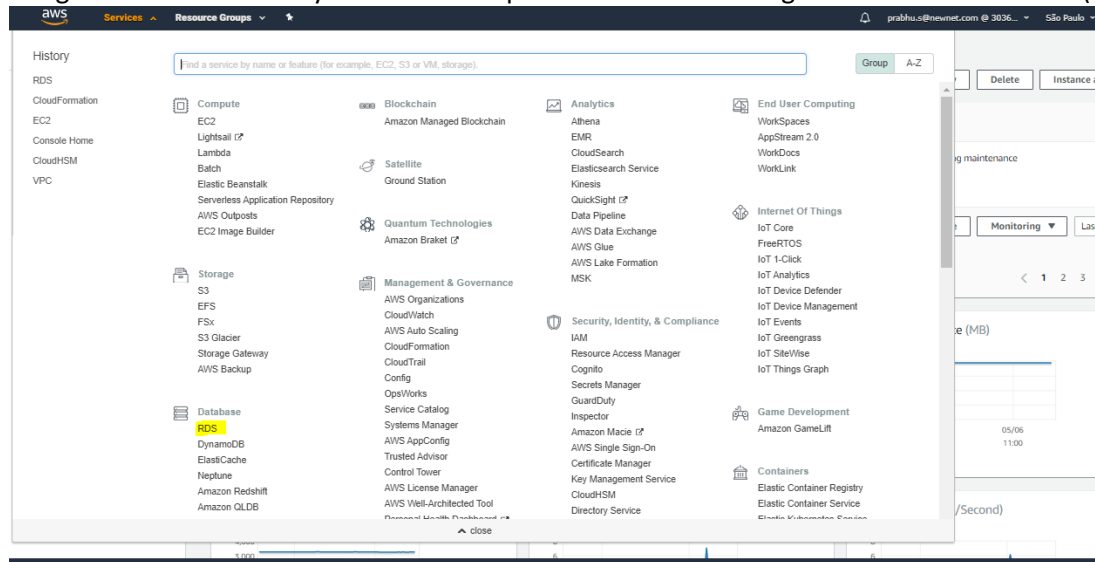 aws
Services
Resource Groups
prabhu.s@newnet.com @ 3036...
São Paulo
History
RDS
CloudFormation
EC2
Console Home
CloudHSM
VPC
Find a service by name or feature (for example, EC2, S3 or VM, storage).
Group
A-Z
Compute
EC2
Lightsail
Lambda
Batch
Elastic Beanstalk
Serverless Application Repository
AWS Outposts
EC2 Image Builder
Storage
S3
EFS
FSx
S3 Glacier
Storage Gateway
AWS Backup
Database
RDS
DynamoDB
ElastiCache
Neptune
Amazon Redshift
Amazon QLDB
Blockchain
Amazon Managed Blockchain
Satellite
Ground Station
Quantum Technologies
Amazon Braket
Management & Governance
AWS Organizations
CloudWatch
AWS Auto Scaling
CloudFormation
CloudTrail
Config
OpsWorks
Service Catalog
Systems Manager
AWS AppConfig
Trusted Advisor
Control Tower
AWS License Manager
AWS Well-Architected Tool
Personal Health Dashboard
Analytics
Athena
EMR
CloudSearch
Elasticsearch Service
Kinesis
QuickSight
Data Pipeline
AWS Data Exchange
AWS Glue
AWS Lake Formation
MSK
Security, Identity, & Compliance
IAM
Resource Access Manager
Cognito
Secrets Manager
GuardDuty
Inspector
Amazon Macie
AWS Single Sign-On
Certificate Manager
Key Management Service
CloudHSM
Directory Service
End User Computing
WorkSpaces
AppStream 2.0
WorkDocs
WorkLink
Internet Of Things
IoT Core
FreeRTOS
IoT 1-Click
IoT Analytics
IoT Device Defender
IoT Device Management
IoT Events
IoT Greengrass
IoT SiteWise
IoT Things Graph
Game Development
Amazon GameLift
Containers
Elastic Container Registry
Elastic Container Service
Elastic Kubernetes Service
close
Delete
Instance
maintenance
Monitoring
1 2 3
(MB)
05/06
11:00
/Second)
3,000
6
6